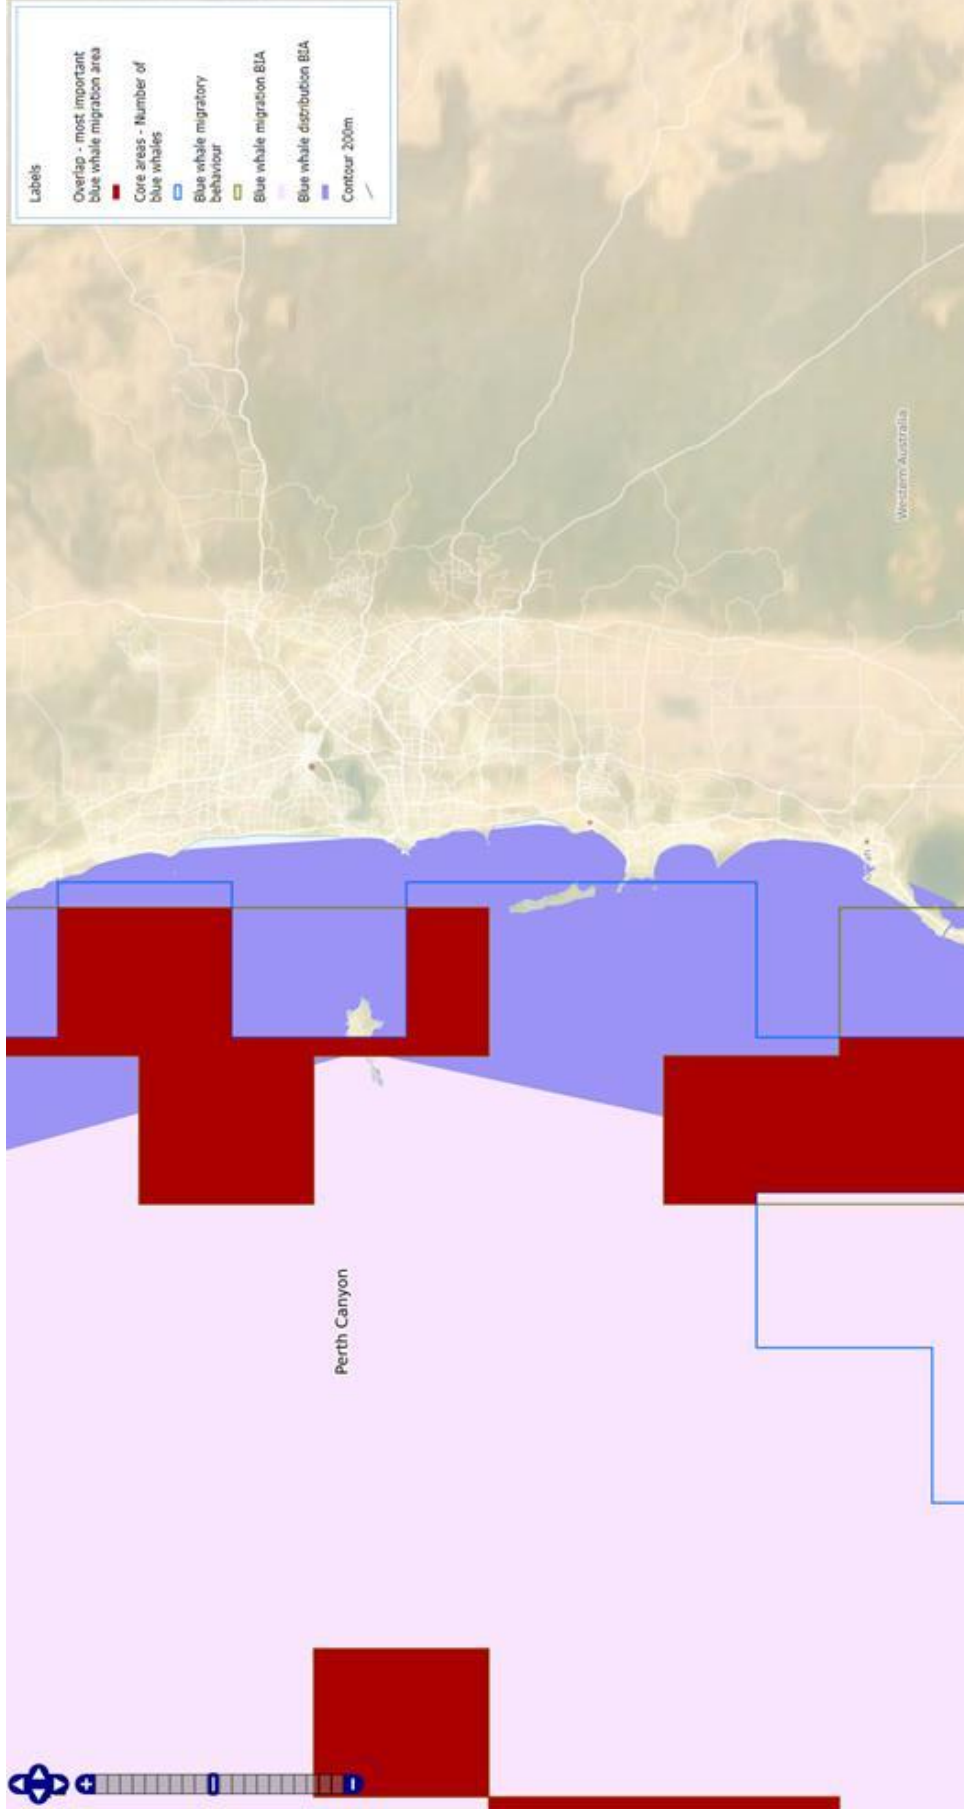 Labels
Overlap - most important
blue whale migration area
Core areas - Number of
blue whales
Blue whale migratory
behaviour
Blue whale migration BIA
Blue whale distribution BIA
Contour 200m
Western Australia
Perth Canyon